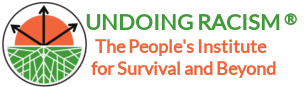 UNDOING RACISM ®
The People's Institute
for Survival and Beyond